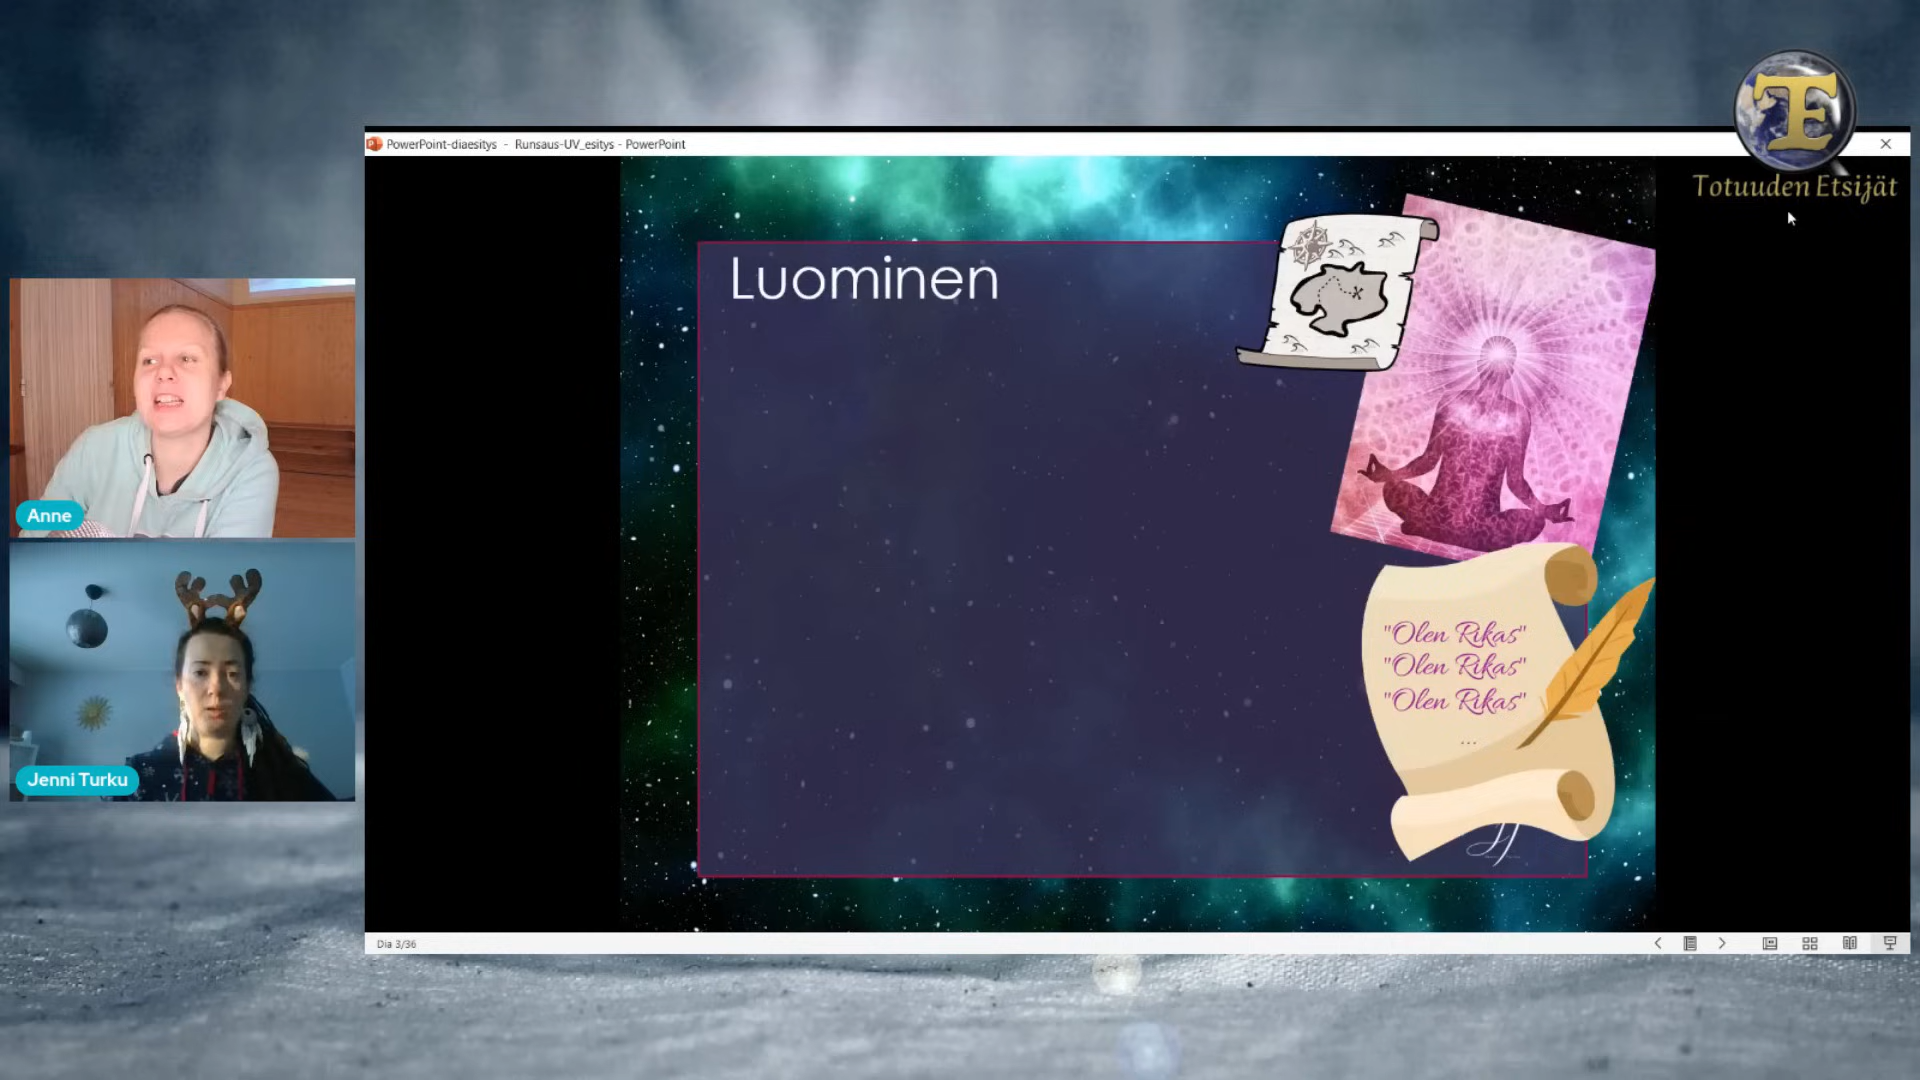 PowerPoint-diaesitys - Runsaus-UV_esitys - PowerPoint
TE
Totuuden Etsijät
Luominen
"Olen Rikas"
"Olen Rikas"
"Olen Rikas"
...
Anne
Jenni Turku
Dia 3/36